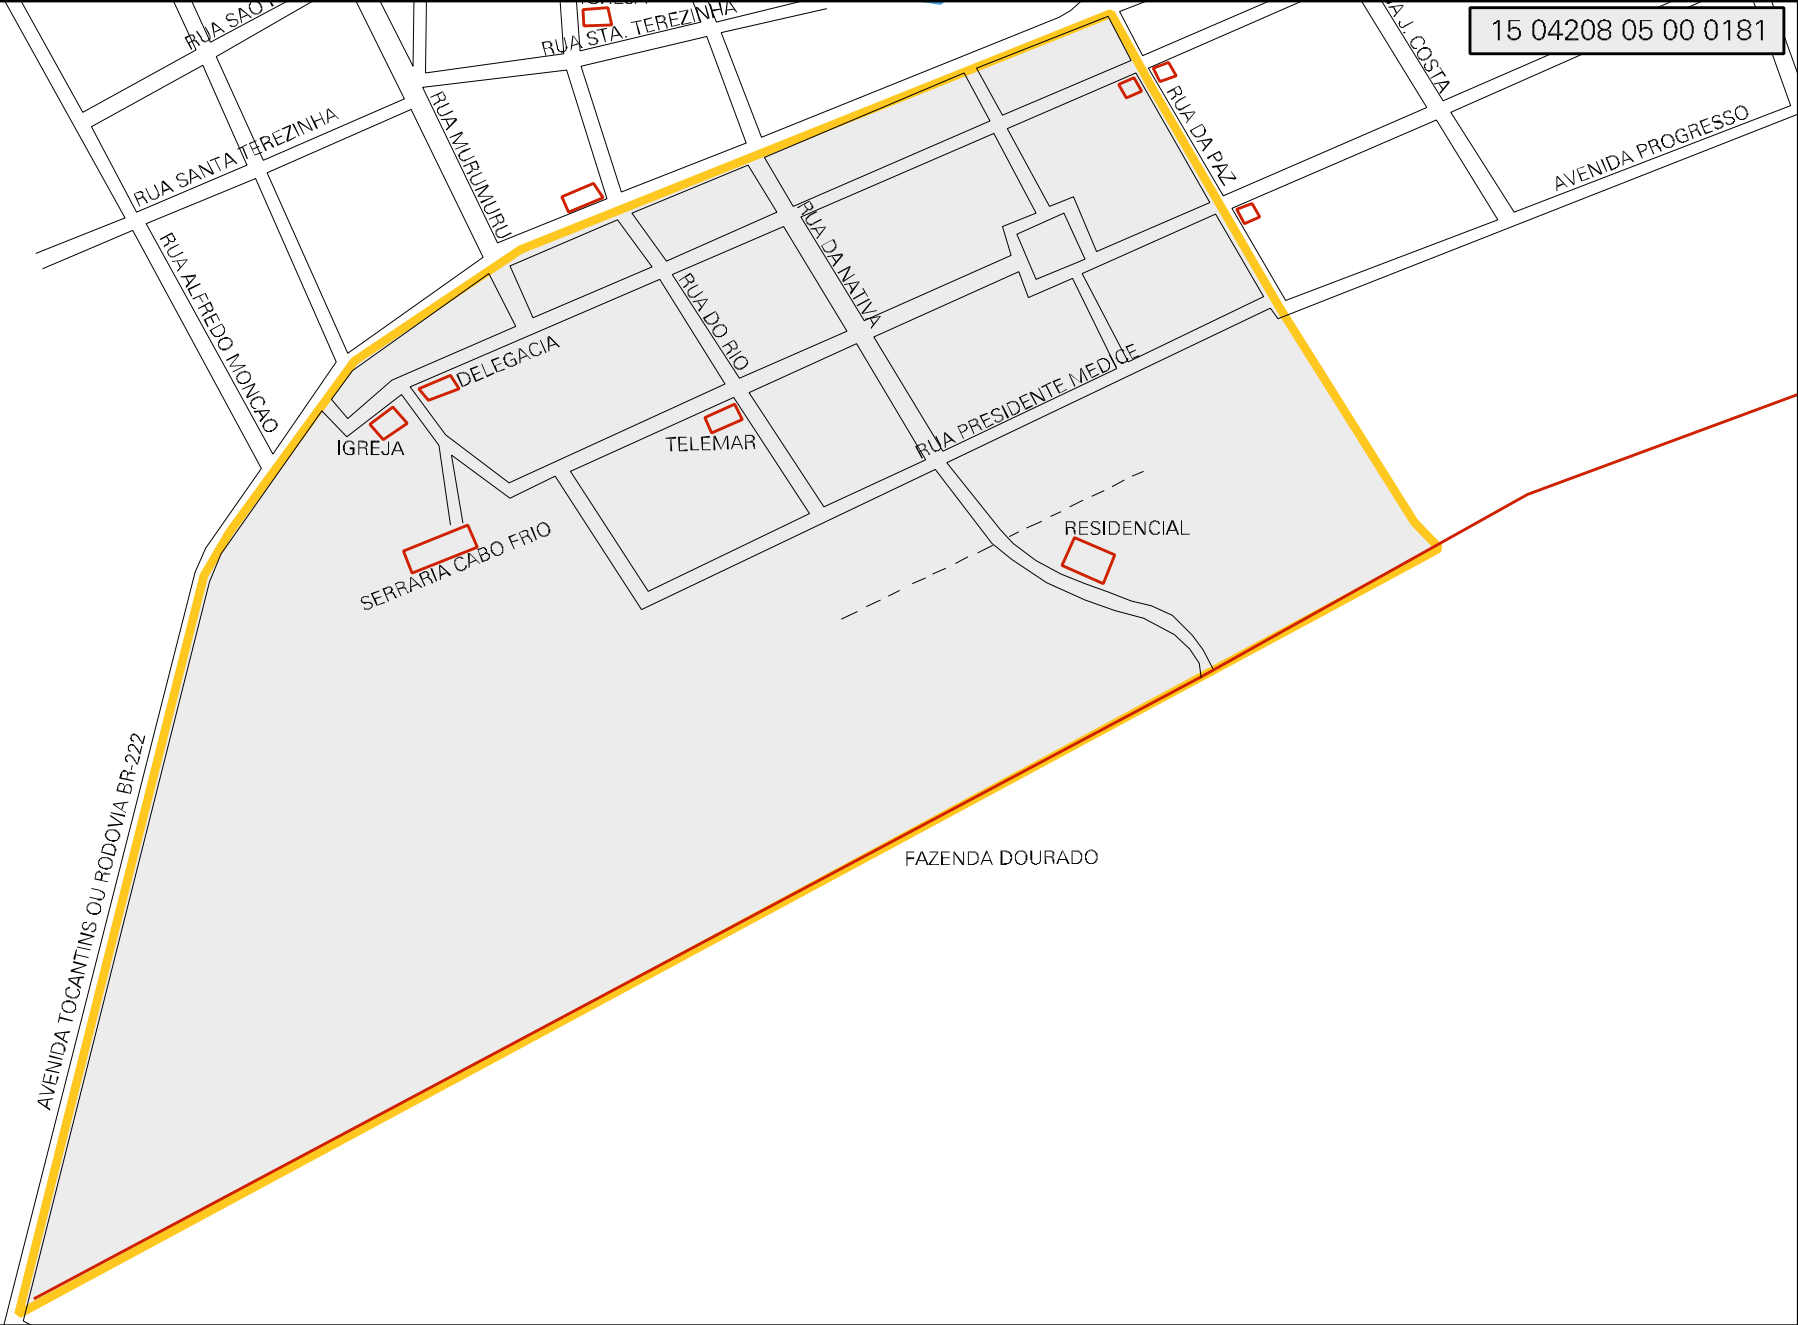 15 04208 05 00 0181
RUA STA. TEREZINHA
RUA SANTA TEREZINHA
RUA MURUMURU
RUA DA PAZ
AVENIDA PROGRESSO
RUA ALFREDO MONCAO
RUA DA NATIVA
RUA DO RIO
DELEGACIA
IGREJA
TELEMAR
RUA PRESIDENTE MEDICE
SERRARIA CABO FRIO
RESIDENCIAL
AVENIDA TOCANTINS OU RODOVIA BR-222
FAZENDA DOURADO
J. COSTA
RUA SAO